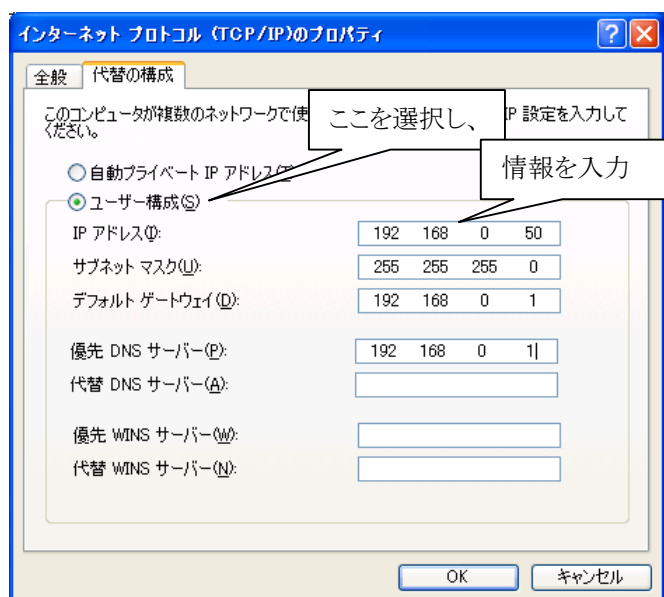 インターネット プロトコル (TCP/IP)のプロパティ
全般 代替の構成
このコンピュータが複数のネットワークで使 IP 設定を入力して
ください。
ここを選択し、
情報を入力
自動プライベート IP アドレス
ユーザー構成(S)
IP アドレス(I): 192 168 0 50
サブネット マスク(U): 255 255 255 0
デフォルト ゲートウェイ(D): 192 168 0 1
優先 DNS サーバー(P): 192 168 0 1
代替 DNS サーバー(A):
優先 WINS サーバー(W):
代替 WINS サーバー(N):
OK キャンセル